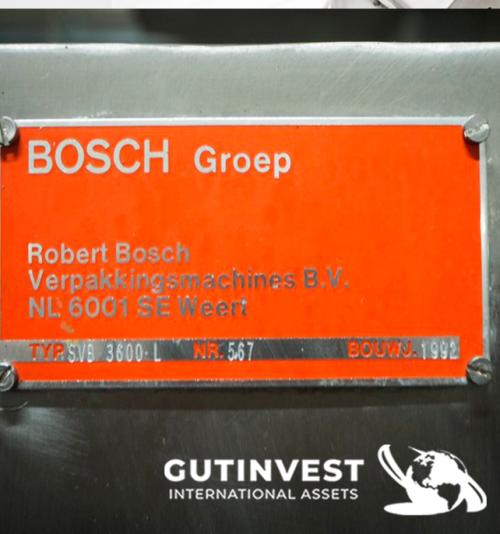 BOSCH Groep
Robert Bosch
Verpakkingsmachines B.V.
NL 6001 SE Weert
TYP. SVB 3600-L NR. 567 BOUWJ. 1992
GUTINVEST
INTERNATIONAL ASSETS